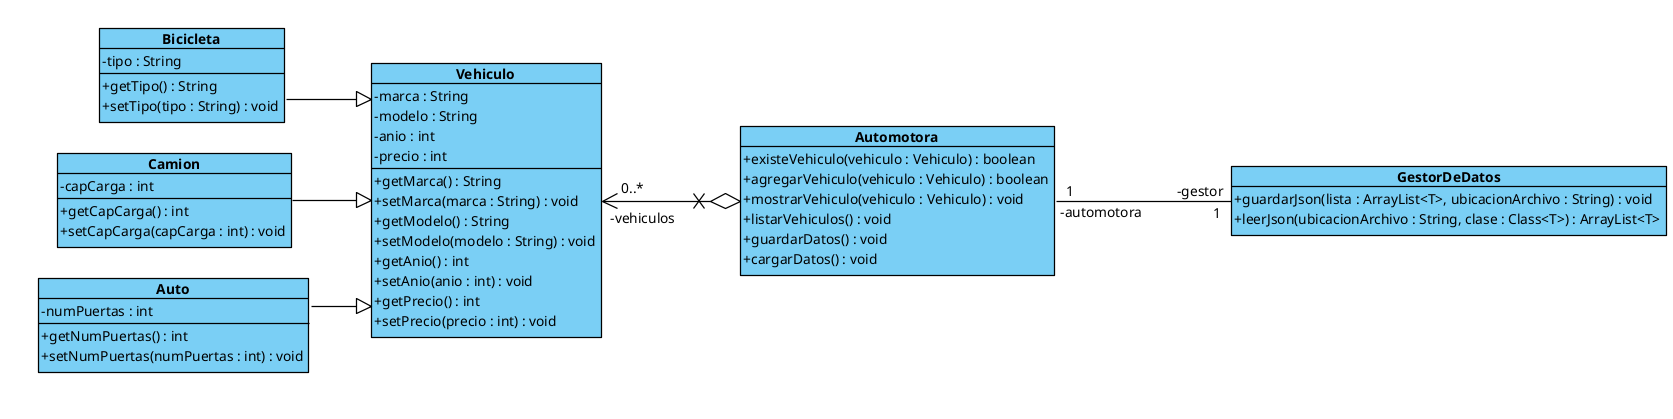 Bicicleta
-tipo : String
+getTipo() : String
+setTipo(tipo : String) : void
Camion
-capCarga : int
+getCapCarga() : int
+setCapCarga(capCarga : int) : void
Auto
-numPuertas : int
+getNumPuertas() : int
+setNumPuertas(numPuertas : int) : void
Vehiculo
-marca : String
-modelo : String
-anio : int
-precio : int
+getMarca() : String
+setMarca(marca : String) : void
+getModelo() : String
+setModelo(modelo : String) : void
+getAnio() : int
+setAnio(anio : int) : void
+getPrecio() : int
+setPrecio(precio : int) : void
0..*
-vehiculos
Automotora
+existeVehiculo(vehiculo : Vehiculo) : boolean
+agregarVehiculo(vehiculo : Vehiculo) : boolean
+mostrarVehiculo(vehiculo : Vehiculo) : void
+listarVehiculos() : void
+guardarDatos() : void
+cargarDatos() : void
1
-automotora
-gestor
1
GestorDeDatos
+guardarJson(lista : ArrayList<T>, ubicacionArchivo : String) : void
+leerJson(ubicacionArchivo : String, clase : Class<T>) : ArrayList<T>